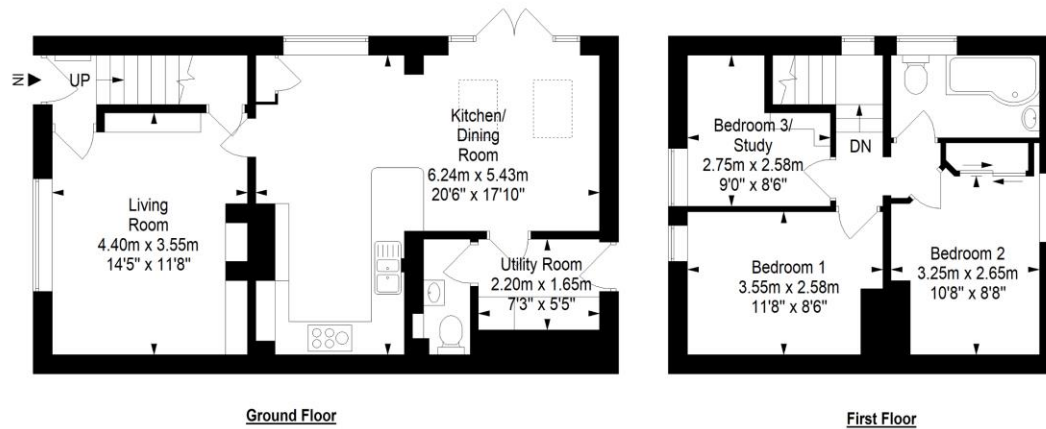 IN
UP
Living
Room
4.40m x 3.55m
14'5" x 11'8"
Kitchen/
Dining
Room
6.24m x 5.43m
20'6" x 17'10"
Utility Room
2.20m x 1.65m
7'3" x 5'5"
Ground Floor
Bedroom 3/
Study
2.75m x 2.58m
9'0" x 8'6"
DN
Bedroom 1
3.55m x 2.58m
11'8" x 8'6"
Bedroom 2
3.25m x 2.65m
10'8" x 8'8"
First Floor